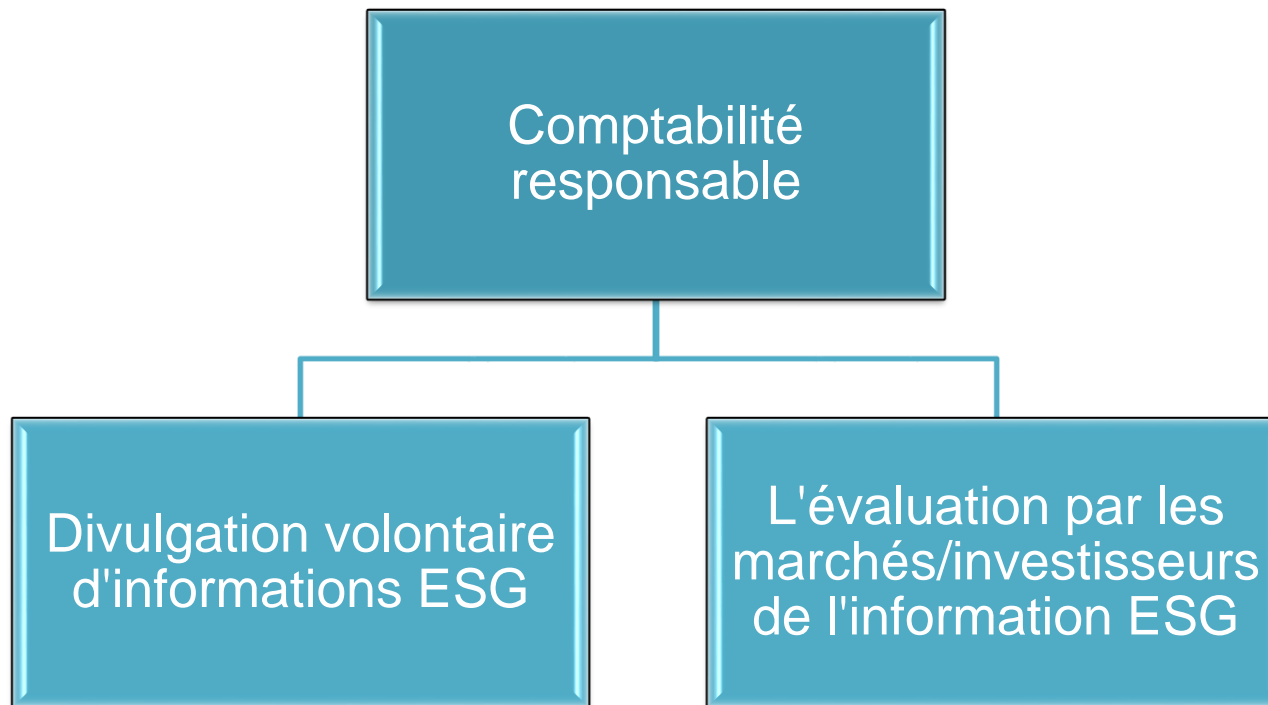 Comptabilité
responsable
Divulgation volontaire
d'informations ESG
L'évaluation par les
marchés/investisseurs
de l'information ESG